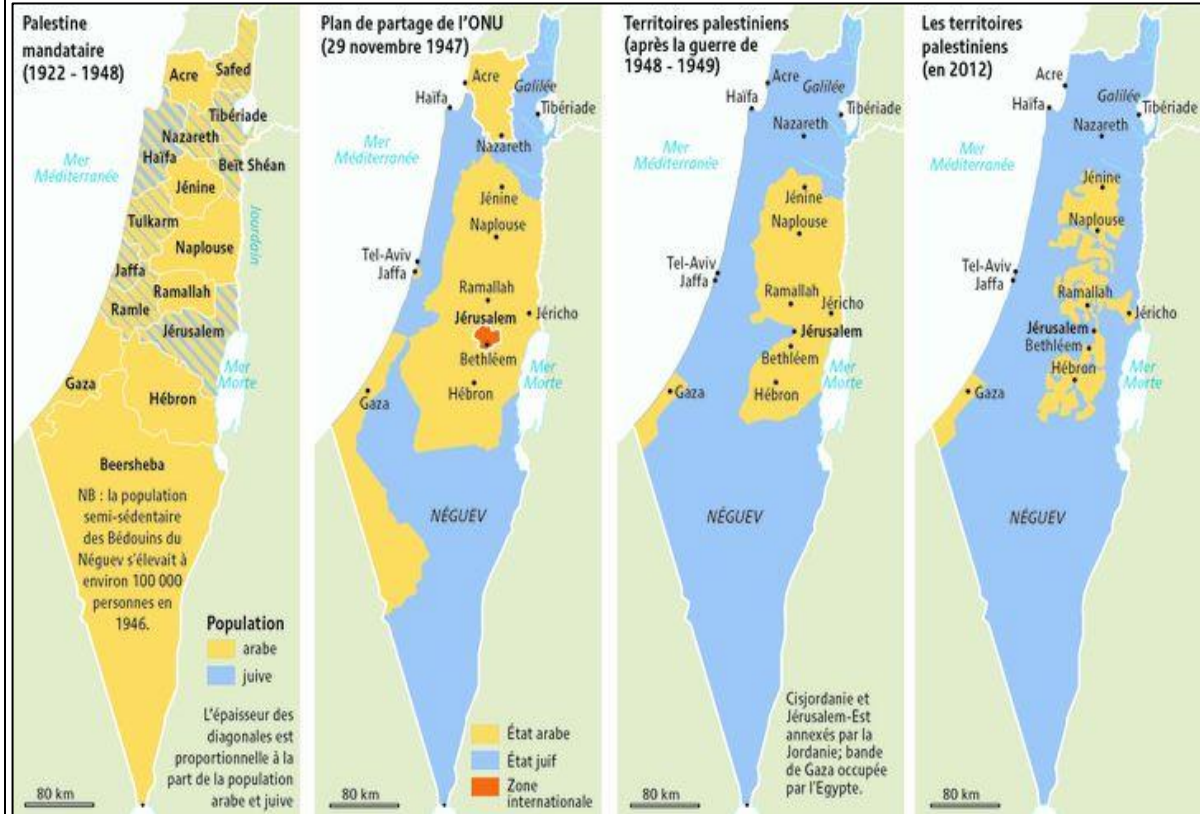 Palestine
mandataire
(1922 - 1948)
Acre
Safed
Tibériade
Nazareth
Haïfa
Beït Shéan
Mer
Méditerranée
Jénine
Jourdain
Tulkarm
Naplouse
Jaffa
Ramallah
Ramle
Jérusalem
Mer
Morte
Gaza
Hébron
Beersheba
NB : la population
semi-sédentaire
des Bédouins du
Néguev s'élevait à
environ 100 000
personnes en
1946.
Population
arabe
juive
L'épaisseur des
diagonales est
proportionnelle à la
part de la population
arabe et juive
80 km
Plan de partage de l'ONU
(29 novembre 1947)
Acre
Galilée
Haïfa
Tibériade
Nazareth
Mer
Méditerranée
Jénine
Naplouse
Tel-Aviv
Jaffa
Ramallah
Jéricho
Jérusalem
Bethléem
Mer
Morte
Hébron
Gaza
NÉGUEV
État arabe
État juif
Zone
internationale
80 km
Territoires palestiniens
(après la guerre de
1948 - 1949)
Acre
Galilée
Haïfa
Tibériade
Nazareth
Mer
Méditerranée
Jénine
Naplouse
Tel-Aviv
Jaffa
Ramallah
Jéricho
Jérusalem
Bethléem
Mer
Morte
Hébron
Gaza
NÉGUEV
Cisjordanie et
Jérusalem-Est
annexés par la
Jordanie; bande
de Gaza occupée
par l'Egypte.
80 km
Les territoires
palestiniens
(en 2012)
Acre
Galilée
Haïfa
Tibériade
Nazareth
Mer
Méditerranée
Jénine
Naplouse
Tel-Aviv
Jaffa
Ramallah
Jéricho
Jérusalem
Bethléem
Mer
Morte
Hébron
Gaza
NÉGUEV
80 km